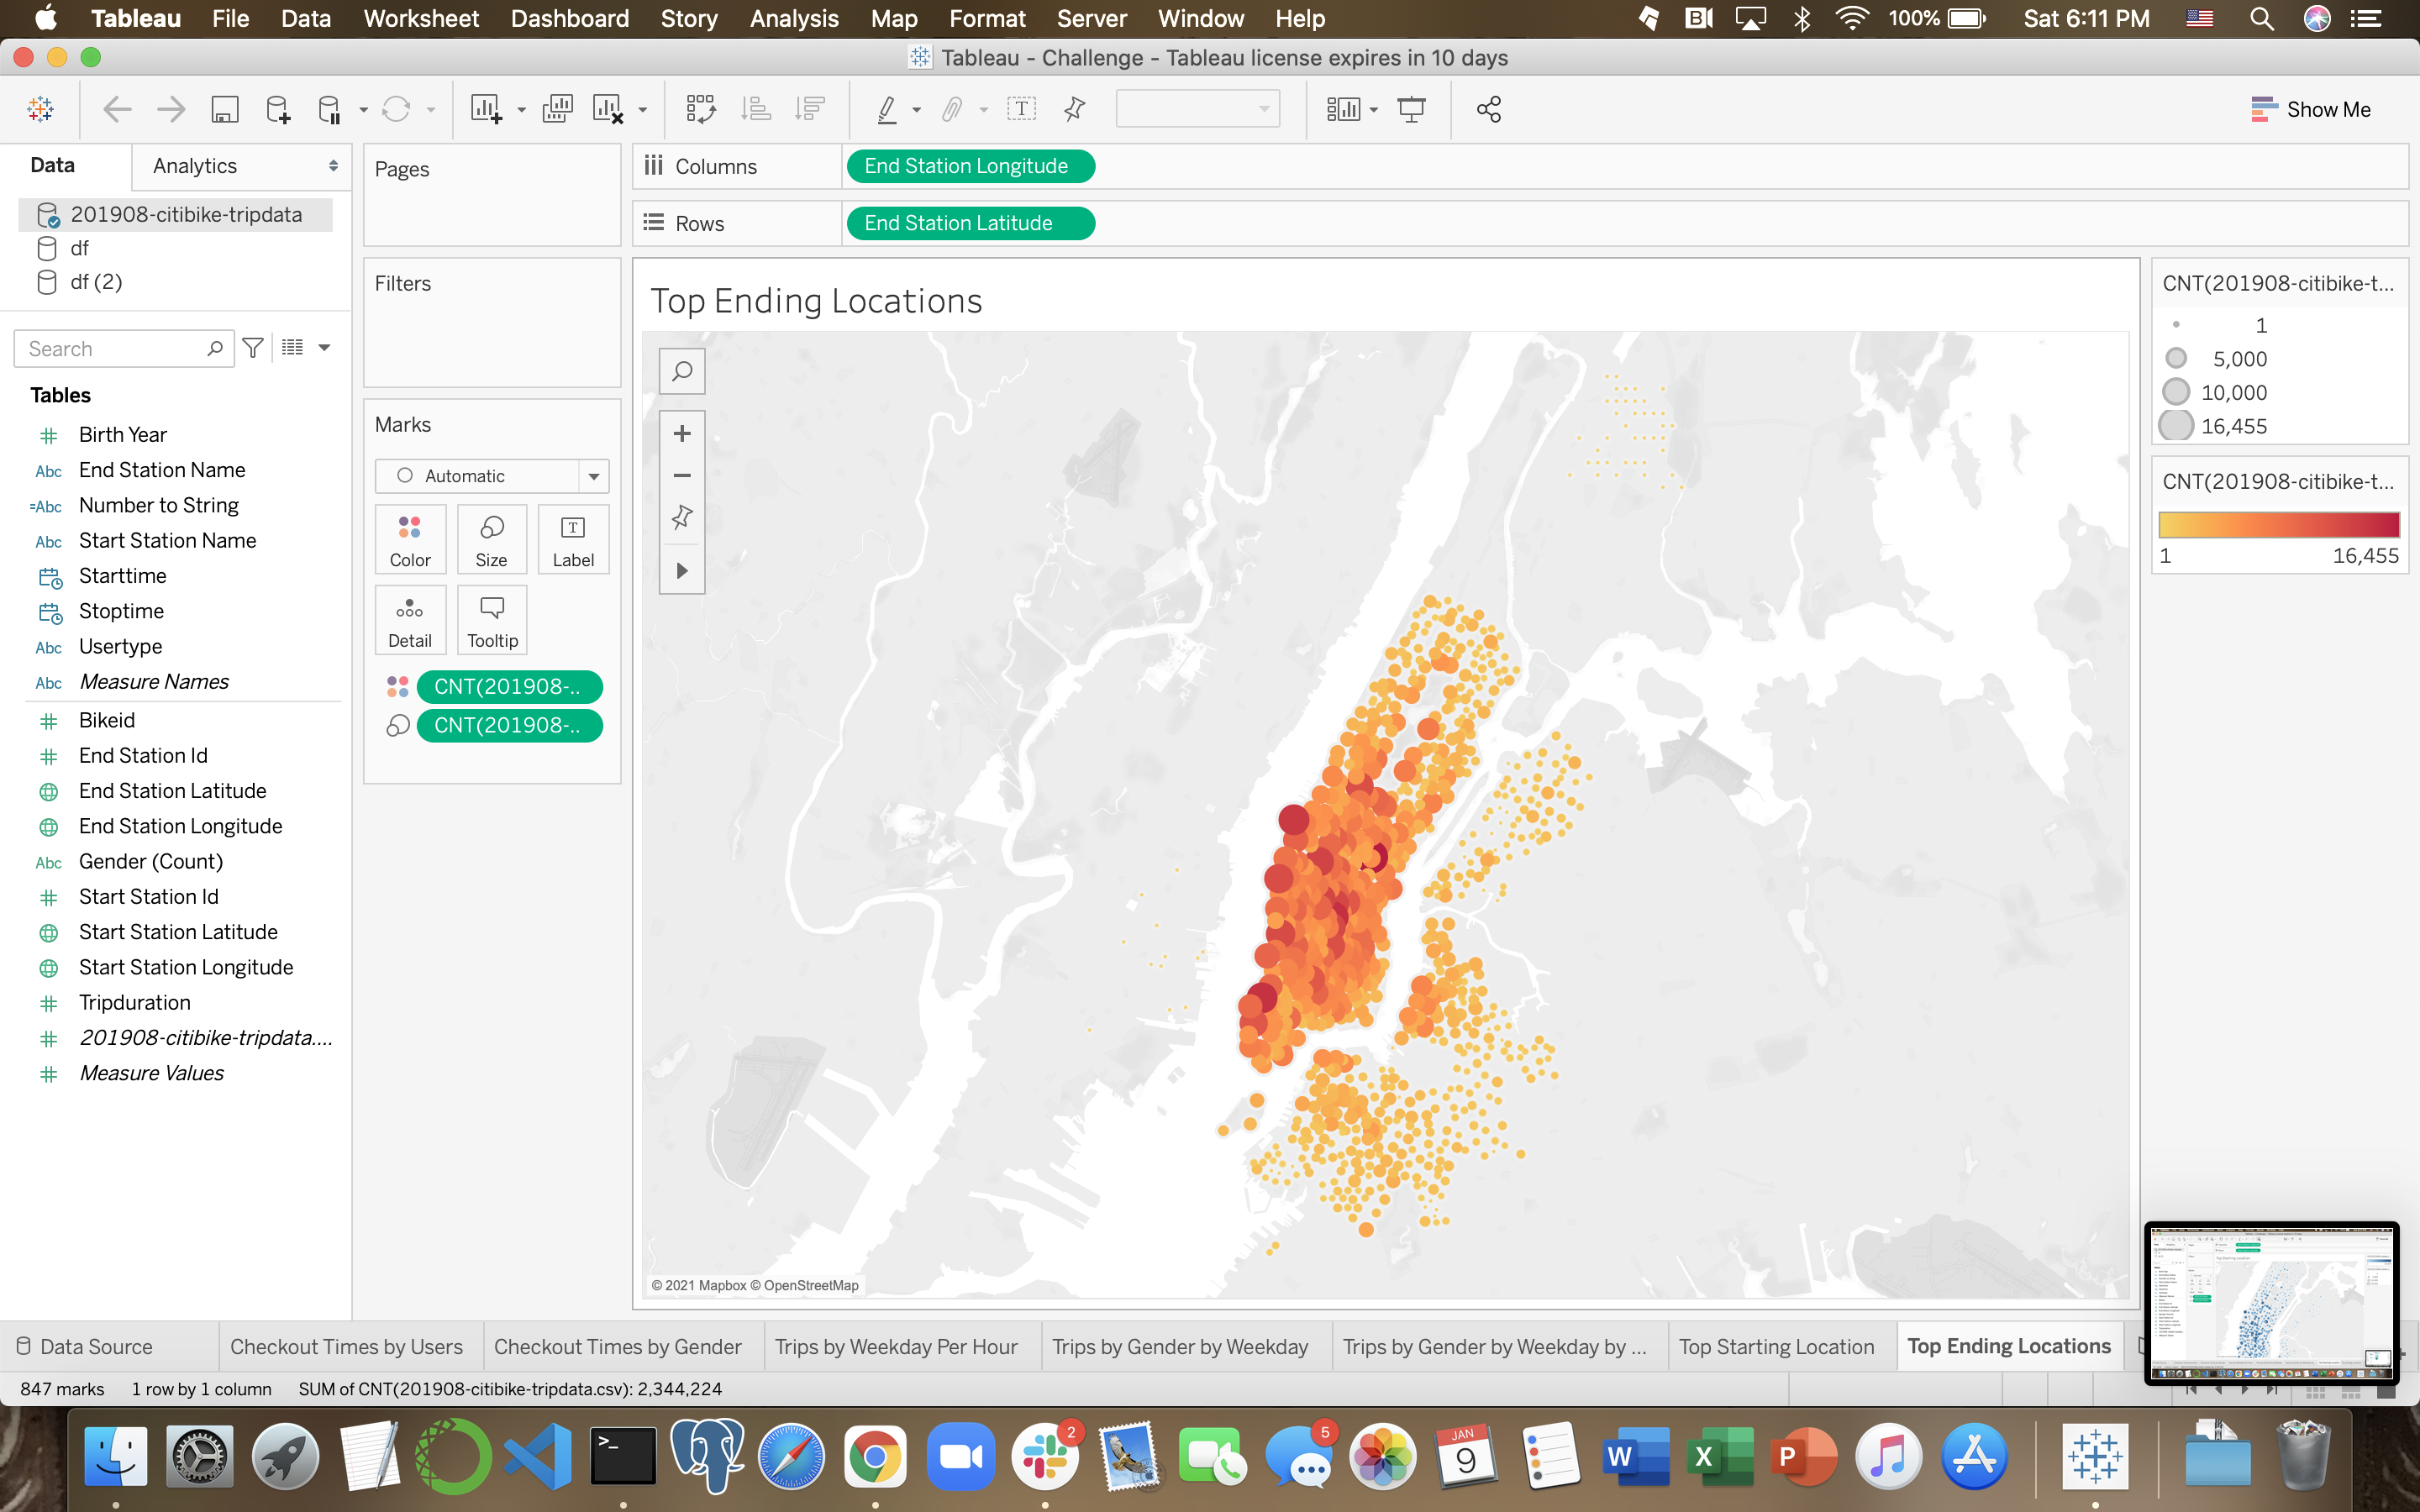 Tableau File Data Worksheet Dashboard Story Analysis Map Format Server Window Help 100% Sat 6:11 PM
Tableau - Challenge - Tableau license expires in 10 days
Show Me
Data Analytics
201908-citibike-tripdata
df
df (2)
Search
Tables
# Birth Year
Abc End Station Name
=Abc Number to String
Abc Start Station Name
Starttime
Stoptime
Abc Usertype
Abc Measure Names
# Bikeid
# End Station Id
End Station Latitude
End Station Longitude
Abc Gender (Count)
# Start Station Id
Start Station Latitude
Start Station Longitude
# Tripduration
# 201908-citibike-tripdata....
# Measure Values
Pages
Filters
Marks
Automatic
Color Size Label
Detail Tooltip
CNT(201908-..
CNT(201908-..
Columns End Station Longitude
Rows End Station Latitude
Top Ending Locations
© 2021 Mapbox © OpenStreetMap
CNT(201908-citibike-t...
1
5,000
10,000
16,455
CNT(201908-citibike-t...
1 16,455
Data Source Checkout Times by Users Checkout Times by Gender Trips by Weekday Per Hour Trips by Gender by Weekday Trips by Gender by Weekday by ... Top Starting Location Top Ending Locations
847 marks 1 row by 1 column SUM of CNT(201908-citibike-tripdata.csv): 2,344,224
2
5
JAN
9
W
X
P